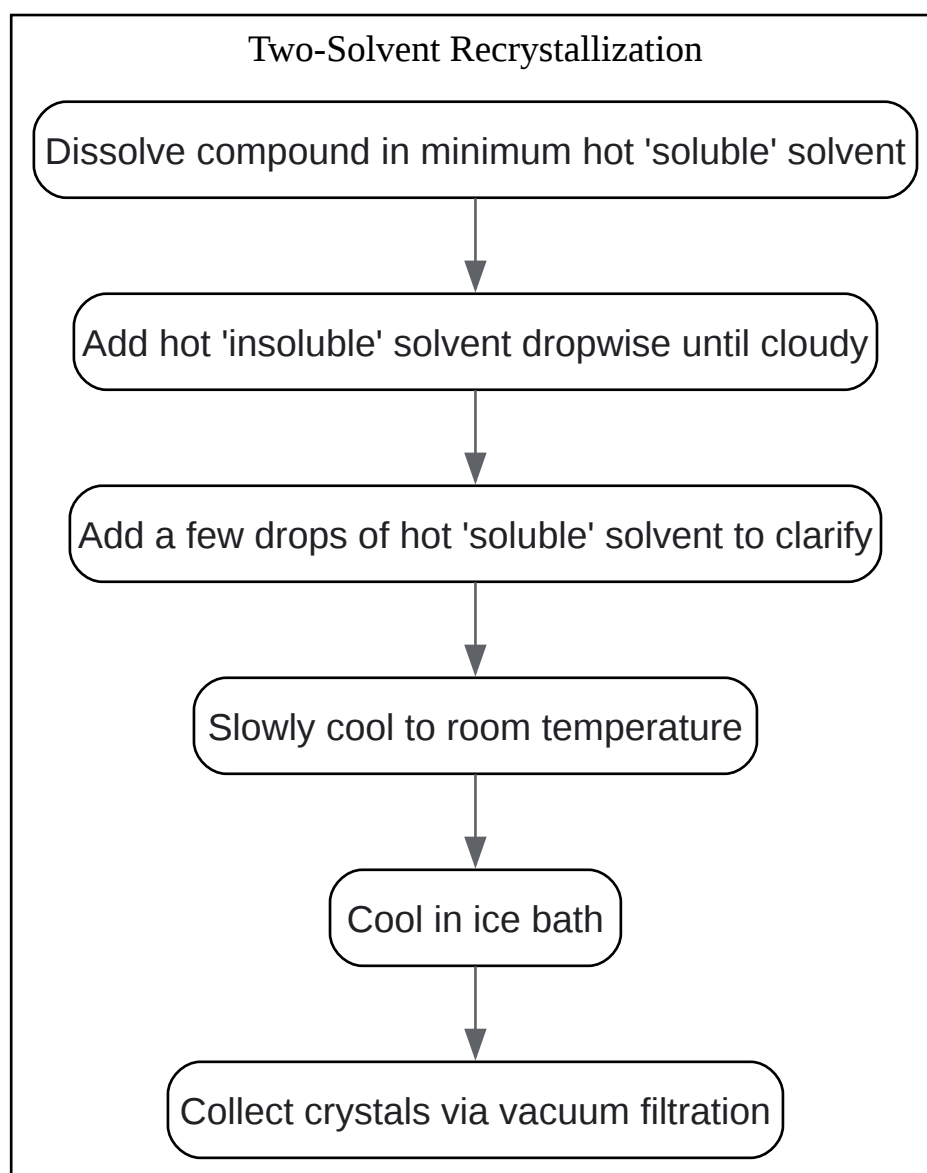 Two-Solvent Recrystallization
Dissolve compound in minimum hot 'soluble' solvent
Add hot 'insoluble' solvent dropwise until cloudy
Add a few drops of hot 'soluble' solvent to clarify
Slowly cool to room temperature
Cool in ice bath
Collect crystals via vacuum filtration